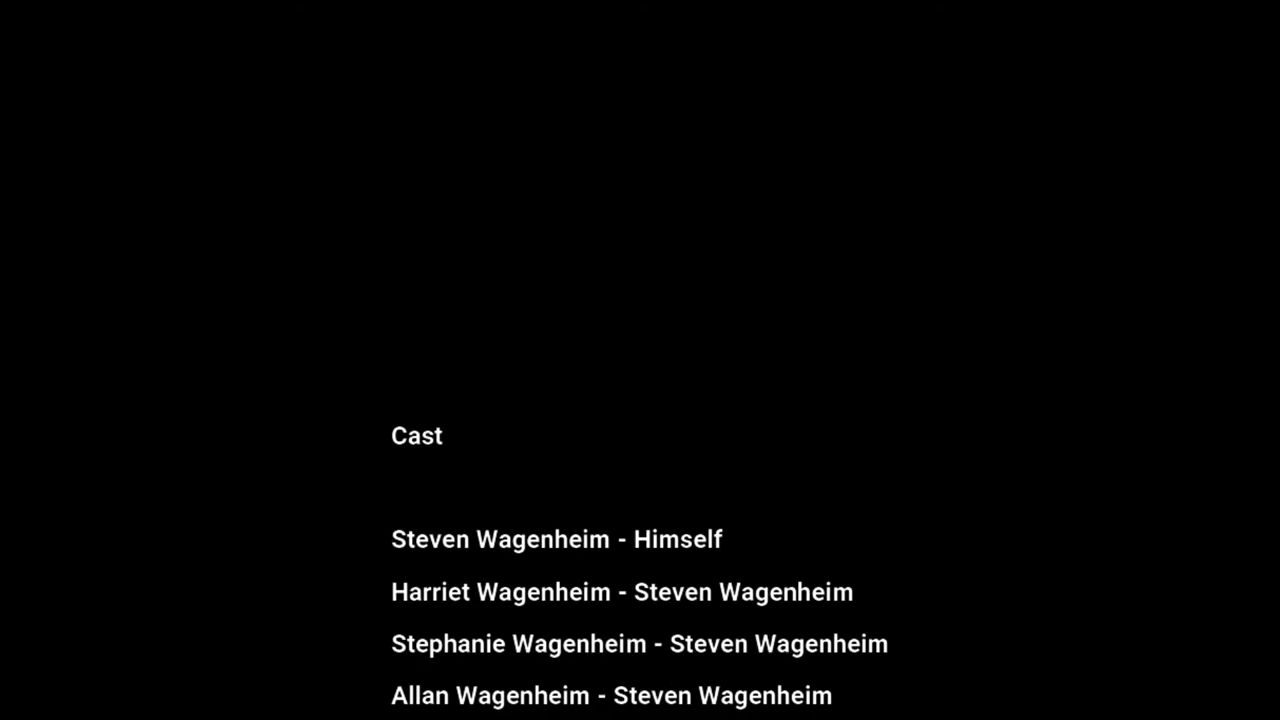 Cast
Steven Wagenheim - Himself
Harriet Wagenheim - Steven Wagenheim
Stephanie Wagenheim - Steven Wagenheim
Allan Wagenheim - Steven Wagenheim